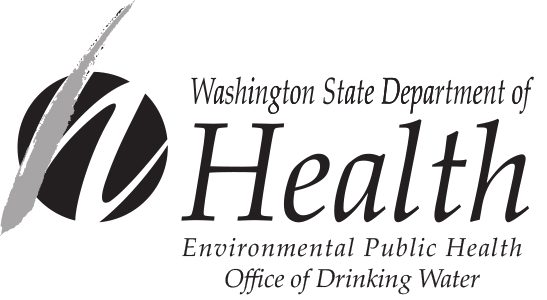 Washington State Department of
Health
Environmental Public Health
Office of Drinking Water